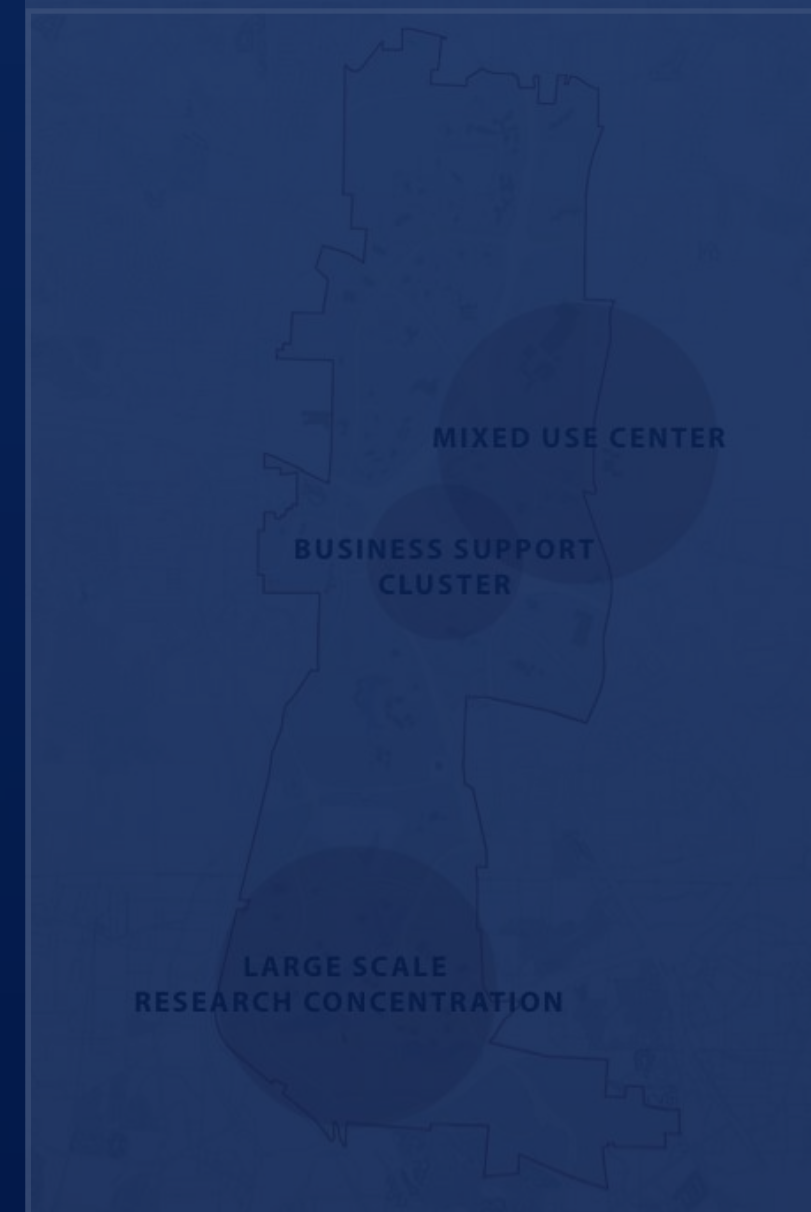 MIXED USE CENTER
BUSINESS SUPPORT
CLUSTER
LARGE SCALE
RESEARCH CONCENTRATION